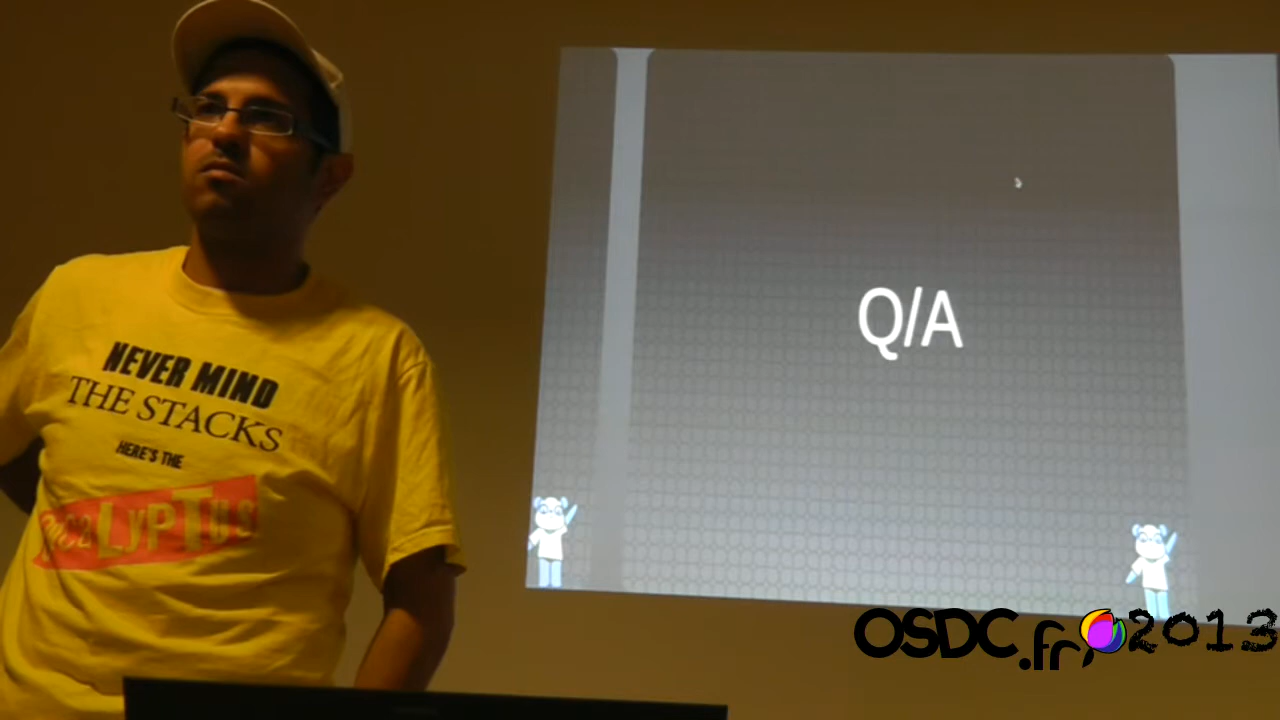 NEVER MIND
THE STACKS
HERE'S THE
Q/A
OSDC.fr 2013